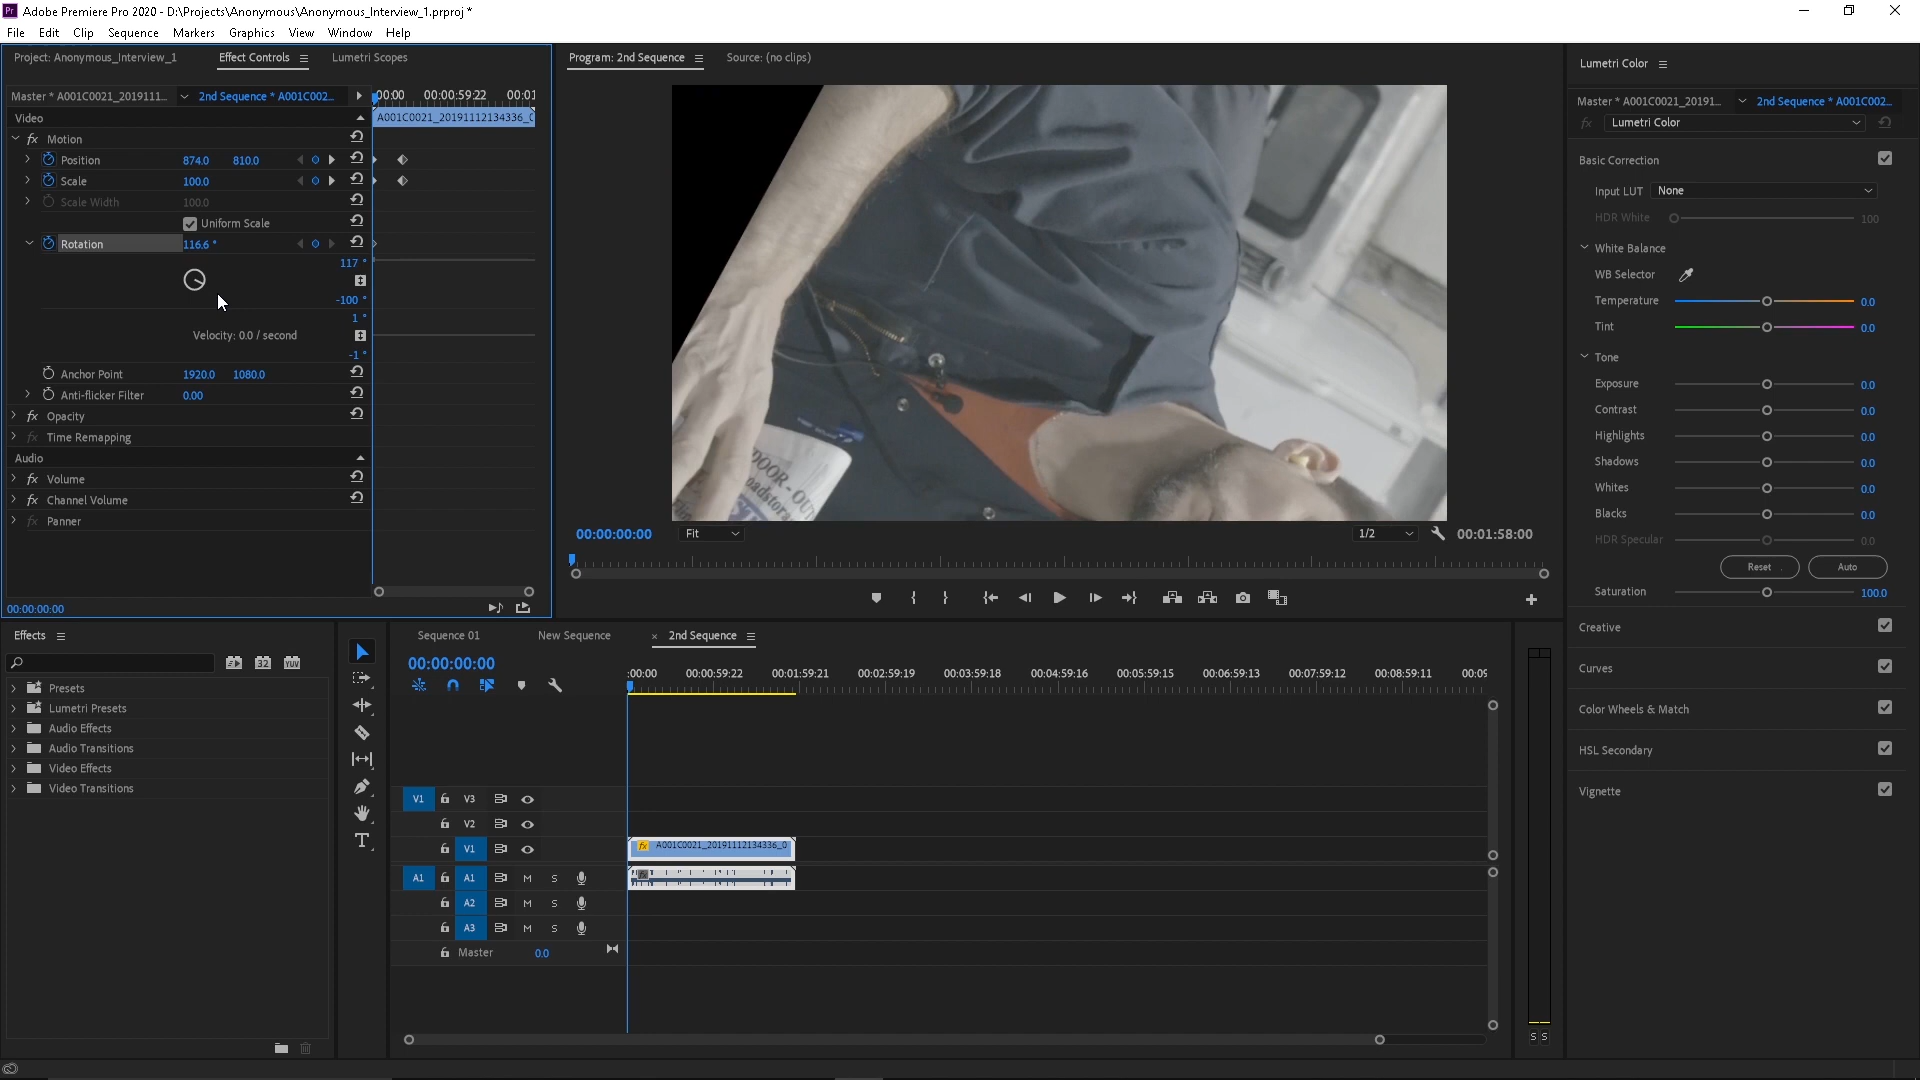 Adobe Premiere Pro 2020 - D:\Projects\Anonymous\Anonymous_Interview_1.prproj *
File Edit Clip Sequence Markers Graphics View Window Help
Project: Anonymous_Interview_1 Effect Controls Lumetri Scopes
Master * A001C0021_2019111... 2nd Sequence * A001C002...
:00:00 00:00:59:22 00:01
Video
A001C0021_20191112134336_0
fx Motion
Position 874.0 810.0
Scale 100.0
Scale Width 100.0
Uniform Scale
Rotation 116.6 °
117 °
-100 °
1 °
Velocity: 0.0 / second
-1 °
Anchor Point 1920.0 1080.0
Anti-flicker Filter 0.00
fx Opacity
fx Time Remapping
Audio
fx Volume
fx Channel Volume
fx Panner
00:00:00:00
Program: 2nd Sequence Source: (no clips)
00:00:00:00 Fit 1/2 00:01:58:00
Lumetri Color
Master * A001C0021_20191... 2nd Sequence * A001C002...
fx Lumetri Color
Basic Correction
Input LUT None
HDR White 100
White Balance
WB Selector
Temperature 0.0
Tint 0.0
Tone
Exposure 0.0
Contrast 0.0
Highlights 0.0
Shadows 0.0
Whites 0.0
Blacks 0.0
HDR Specular 0.0
Reset Auto
Saturation 100.0
Creative
Curves
Color Wheels & Match
HSL Secondary
Vignette
Effects
32 YUV
Presets
Lumetri Presets
Audio Effects
Audio Transitions
Video Effects
Video Transitions
Sequence 01 New Sequence × 2nd Sequence
00:00:00:00
:00:00 00:00:59:22 00:01:59:21 00:02:59:19 00:03:59:18 00:04:59:16 00:05:59:15 00:06:59:13 00:07:59:12 00:08:59:11 00:09
V1 V3
V2
V1 fx A001C0021_20191112134336_0
A1 A1 M S fx
A2 M S
A3 M S
Master 0.0
S S